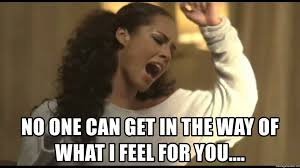 NO ONE CAN GET IN THE WAY OF
WHAT I FEEL FOR YOU....